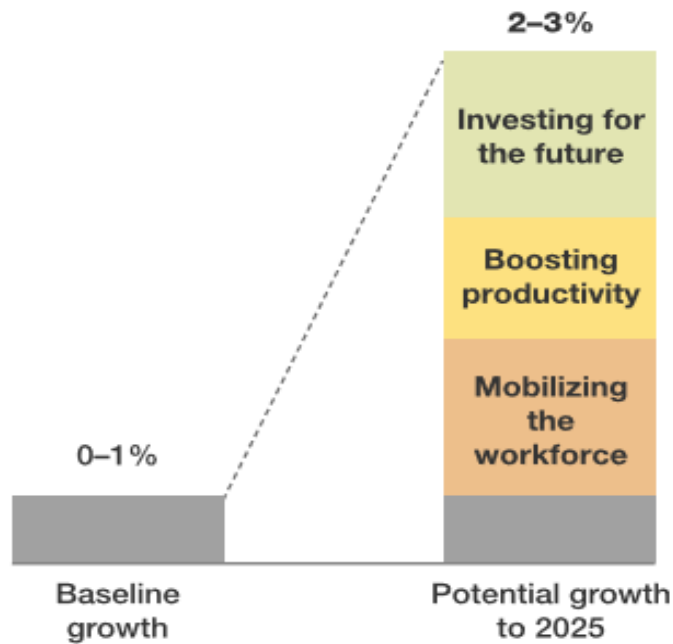 2–3%
Investing for
the future
Boosting
productivity
Mobilizing
the
workforce
0–1%
Baseline
growth
Potential growth
to 2025